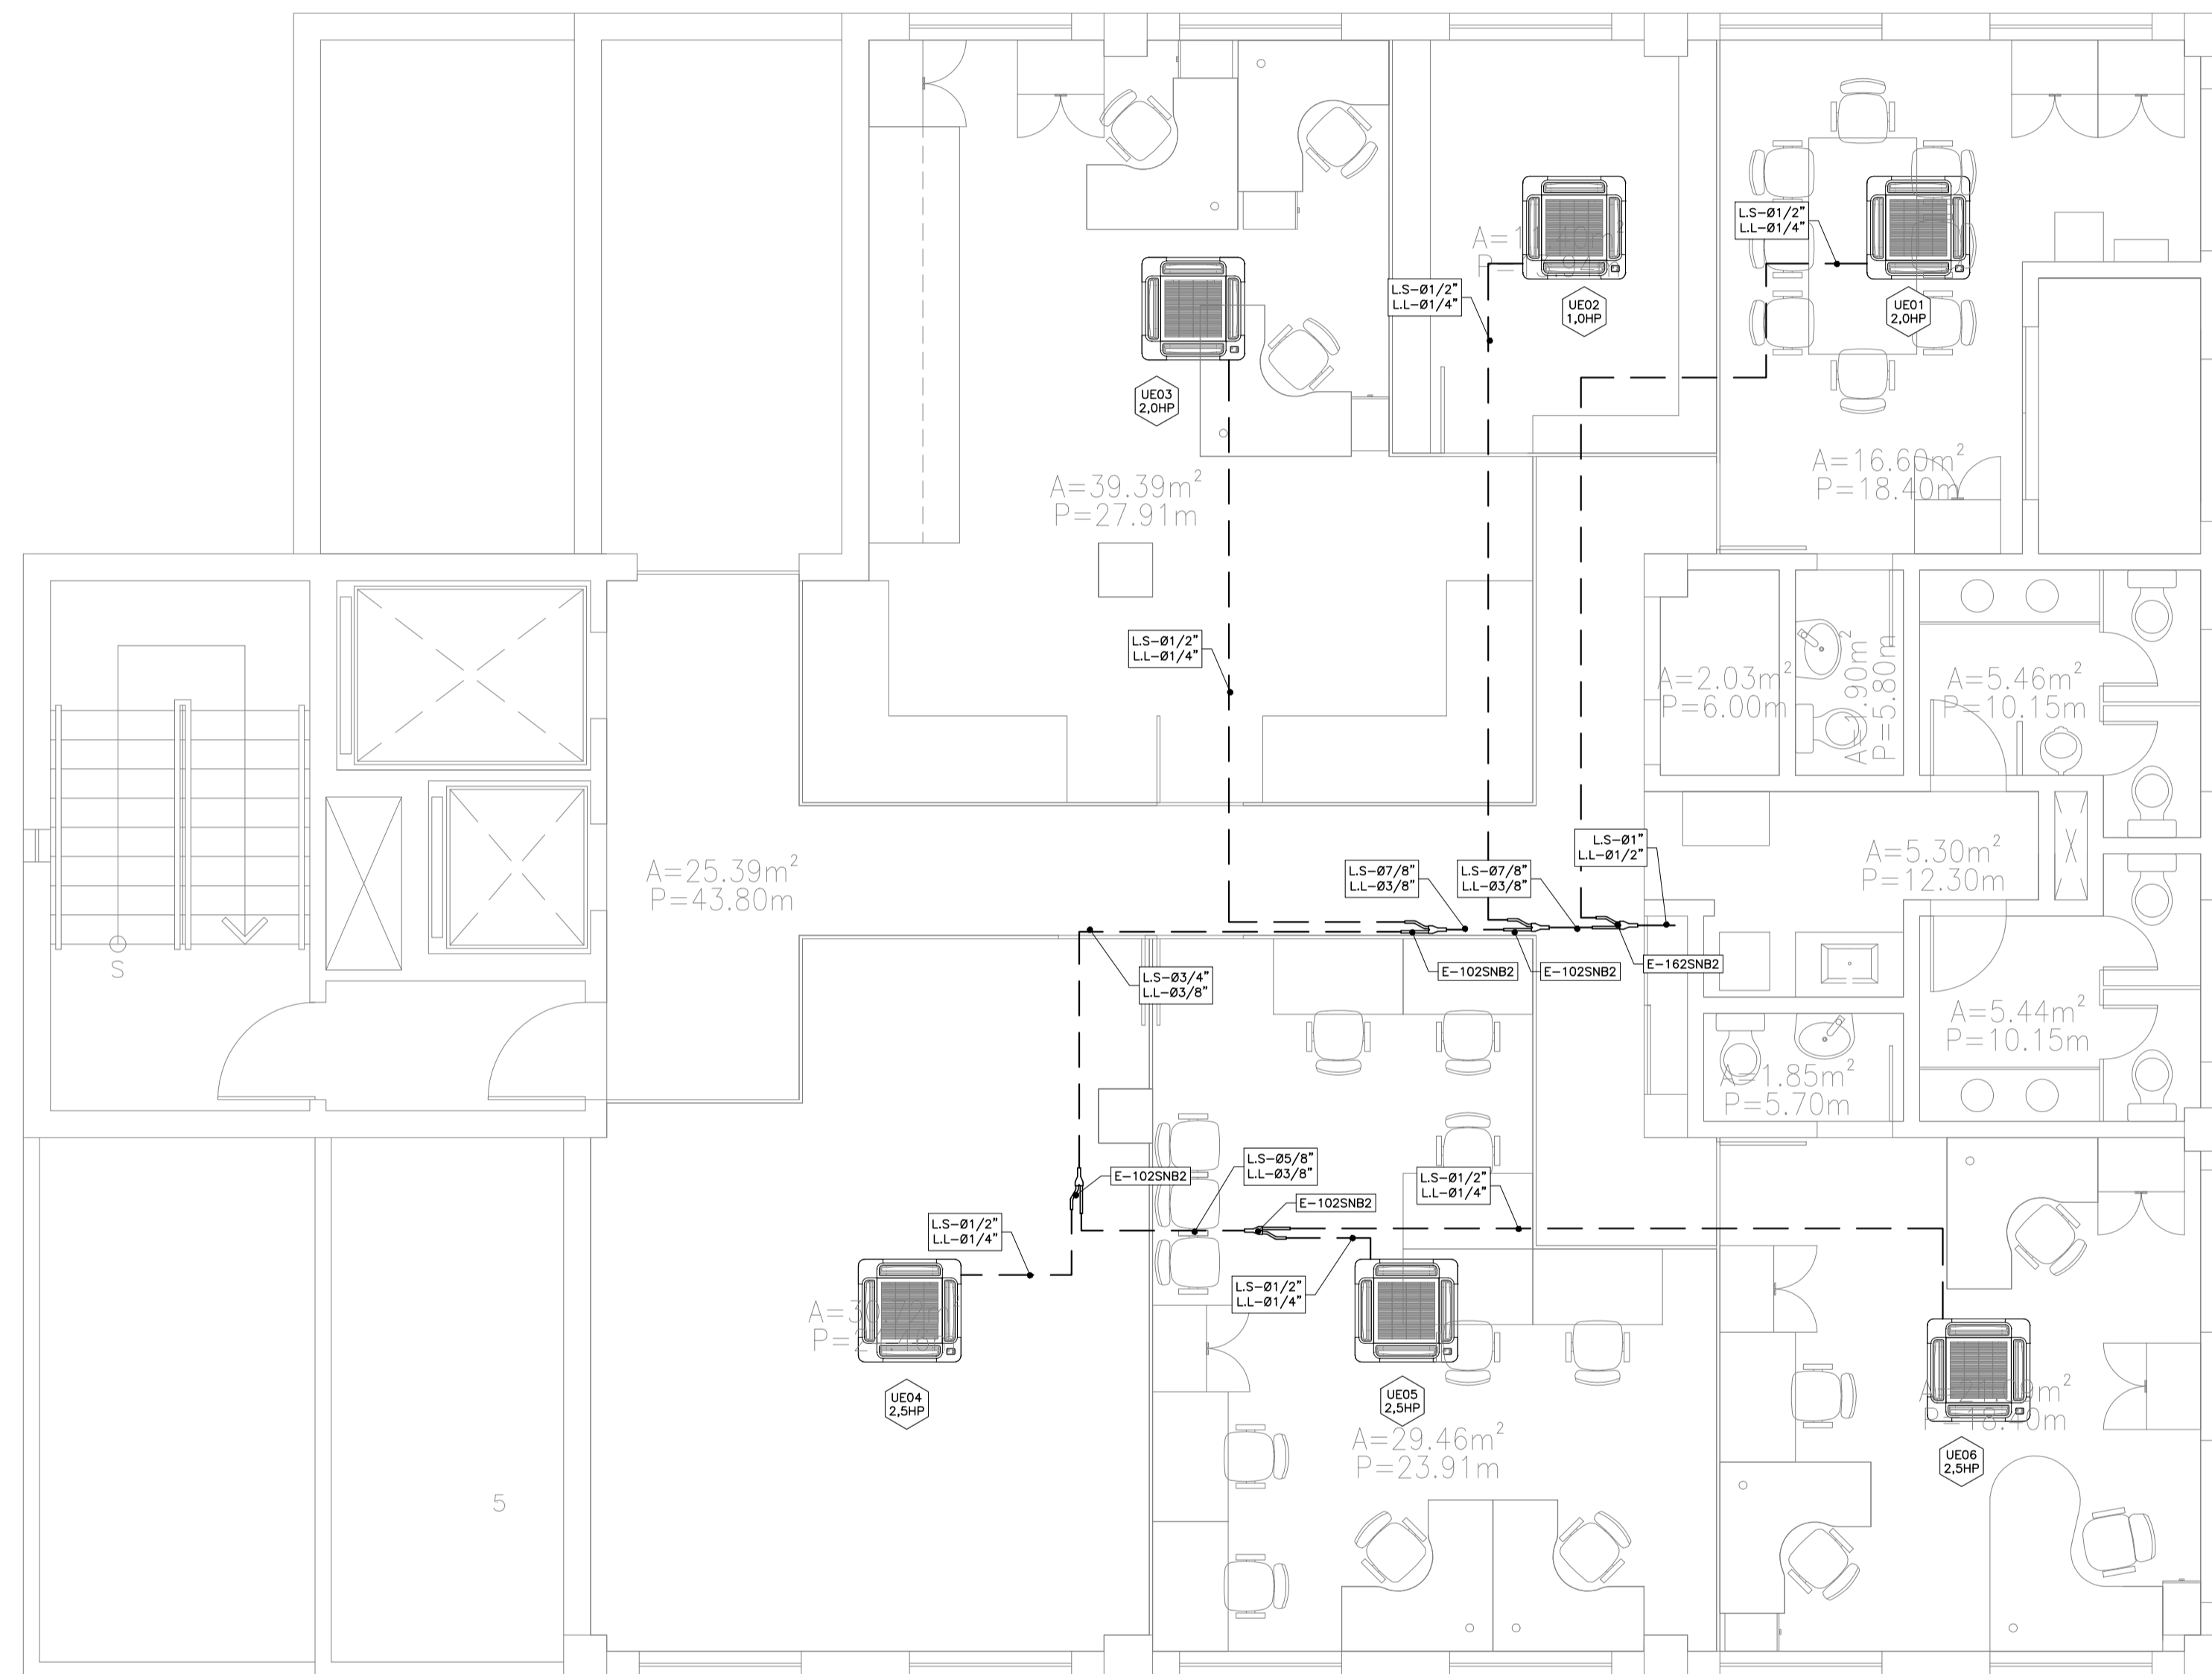 L.S-Ø1/2"
L.L-Ø1/4"
UE01
2,0HP
L.S-Ø1/2"
L.L-Ø1/4"
UE02
1,0HP
UE03
2,0HP
A=16.60m²
P=18.40m
A=39.39m²
P=27.91m
L.S-Ø1/2"
L.L-Ø1/4"
A=2.03m²
P=6.00m
A=1.90m²
P=5.80m
A=5.46m²
P=10.15m
A=25.39m²
P=43.80m
L.S-Ø7/8"
L.L-Ø3/8"
L.S-Ø7/8"
L.L-Ø3/8"
L.S-Ø1"
L.L-Ø1/2"
A=5.30m²
P=12.30m
S
L.S-Ø3/4"
L.L-Ø3/8"
E-102SNB2
E-102SNB2
E-162SNB2
A=5.44m²
P=10.15m
A=1.85m²
P=5.70m
E-102SNB2
L.S-Ø5/8"
L.L-Ø3/8"
E-102SNB2
L.S-Ø1/2"
L.L-Ø1/4"
L.S-Ø1/2"
L.L-Ø1/4"
L.S-Ø1/2"
L.L-Ø1/4"
UE04
2,5HP
UE05
2,5HP
A=29.46m²
P=23.91m
UE06
2,5HP
5